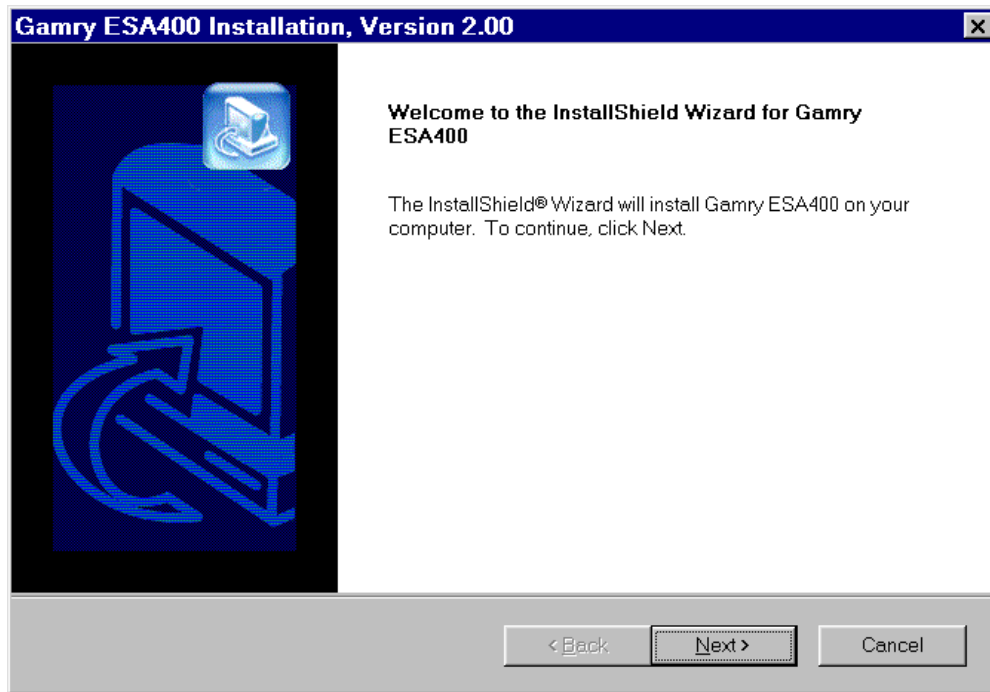 Gamry ESA400 Installation, Version 2.00
Welcome to the InstallShield Wizard for Gamry
ESA400
The InstallShield® Wizard will install Gamry ESA400 on your
computer. To continue, click Next.
< Back
Next >
Cancel